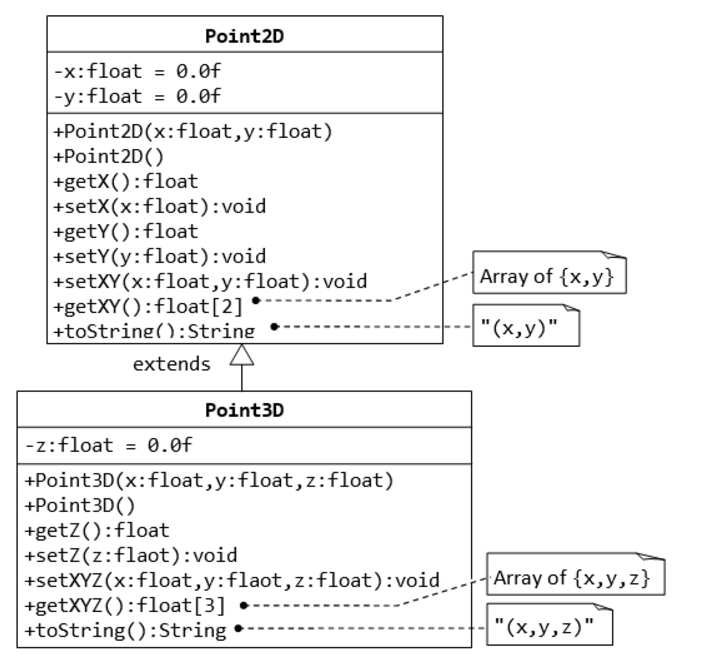 Point2D
-x:float = 0.0f
-y:float = 0.0f
+Point2D(x:float,y:float)
+Point2D()
+getX():float
+setX(x:float):void
+getY():float
+setY(y:float):void
+setXY(x:float,y:float):void
+getXY():float[2]
Array of {x,y}
+toString():String
"(x,y)"
extends
Point3D
-z:float = 0.0f
+Point3D(x:float,y:float,z:float)
+Point3D()
+getZ():float
+setZ(z:flaot):void
+setXYZ(x:float,y:flaot,z:float):void
+getXYZ():float[3]
Array of {x,y,z}
+toString():String
"(x,y,z)"